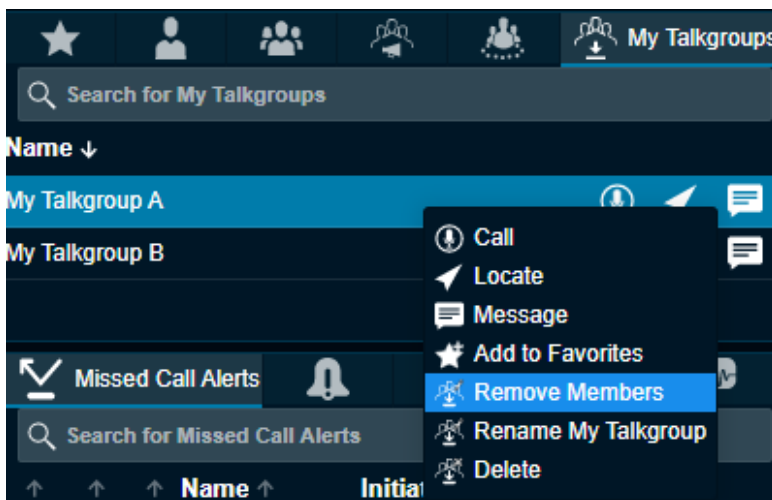 My Talkgroups
Search for My Talkgroups
Name
My Talkgroup A
My Talkgroup B
Call
Locate
Message
Add to Favorites
Remove Members
Rename My Talkgroup
Delete
Missed Call Alerts
Search for Missed Call Alerts
Name